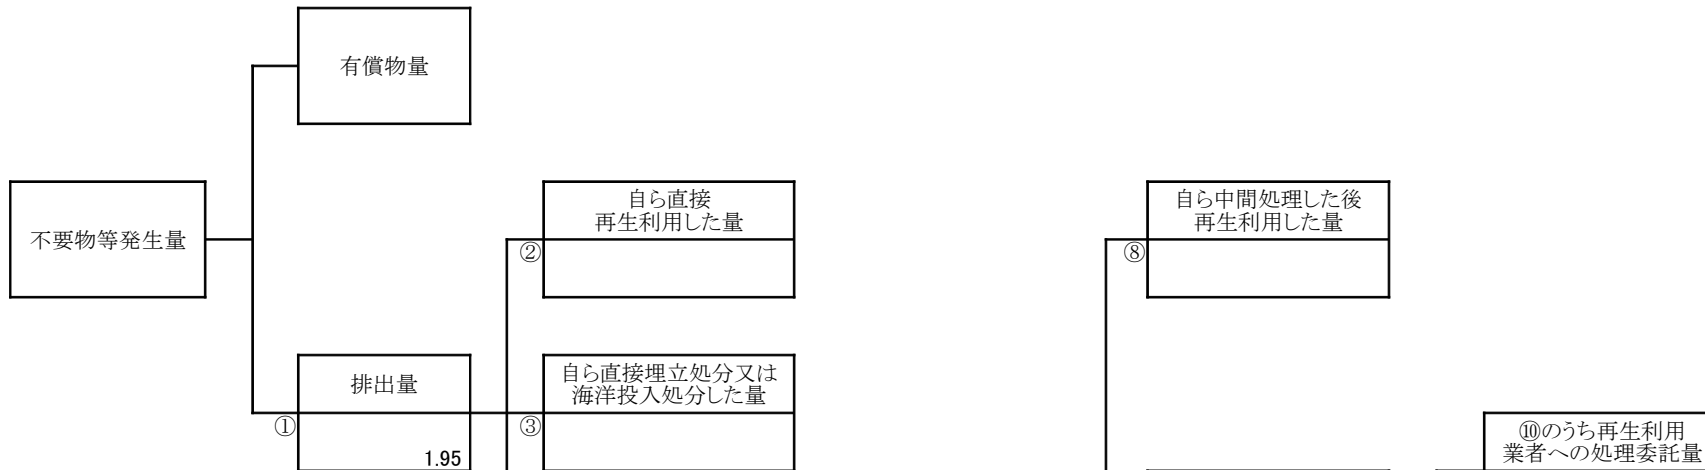 有償物量
不要物等発生量
自ら直接
再生利用した量
②
自ら中間処理した後
再生利用した量
⑧
排出量
①
1.95
自ら直接埋立処分又は
海洋投入処分した量
③
⑩のうち再生利用
業者への処理委託量